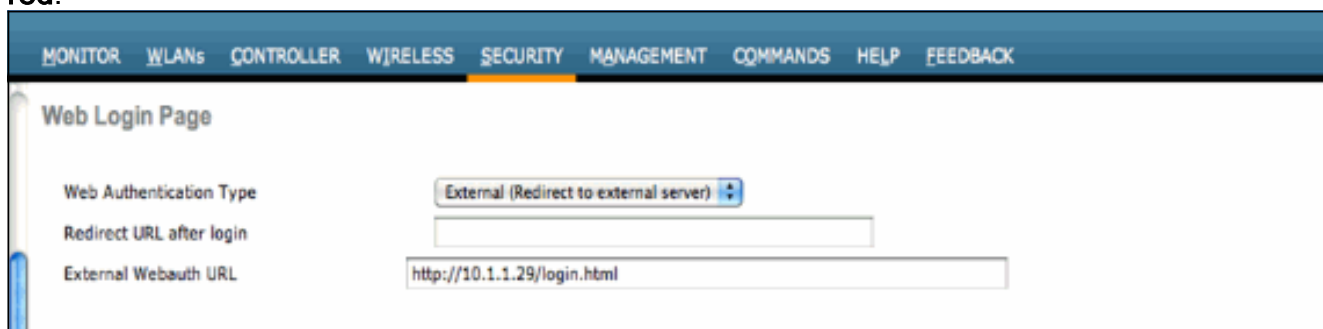 MONITOR WLANs CONTROLLER WIRELESS SECURITY MANAGEMENT COMMANDS HELP FEEDBACK
Web Login Page
Web Authentication Type External (Redirect to external server)
Redirect URL after login
External Webauth URL http://10.1.1.29/login.html